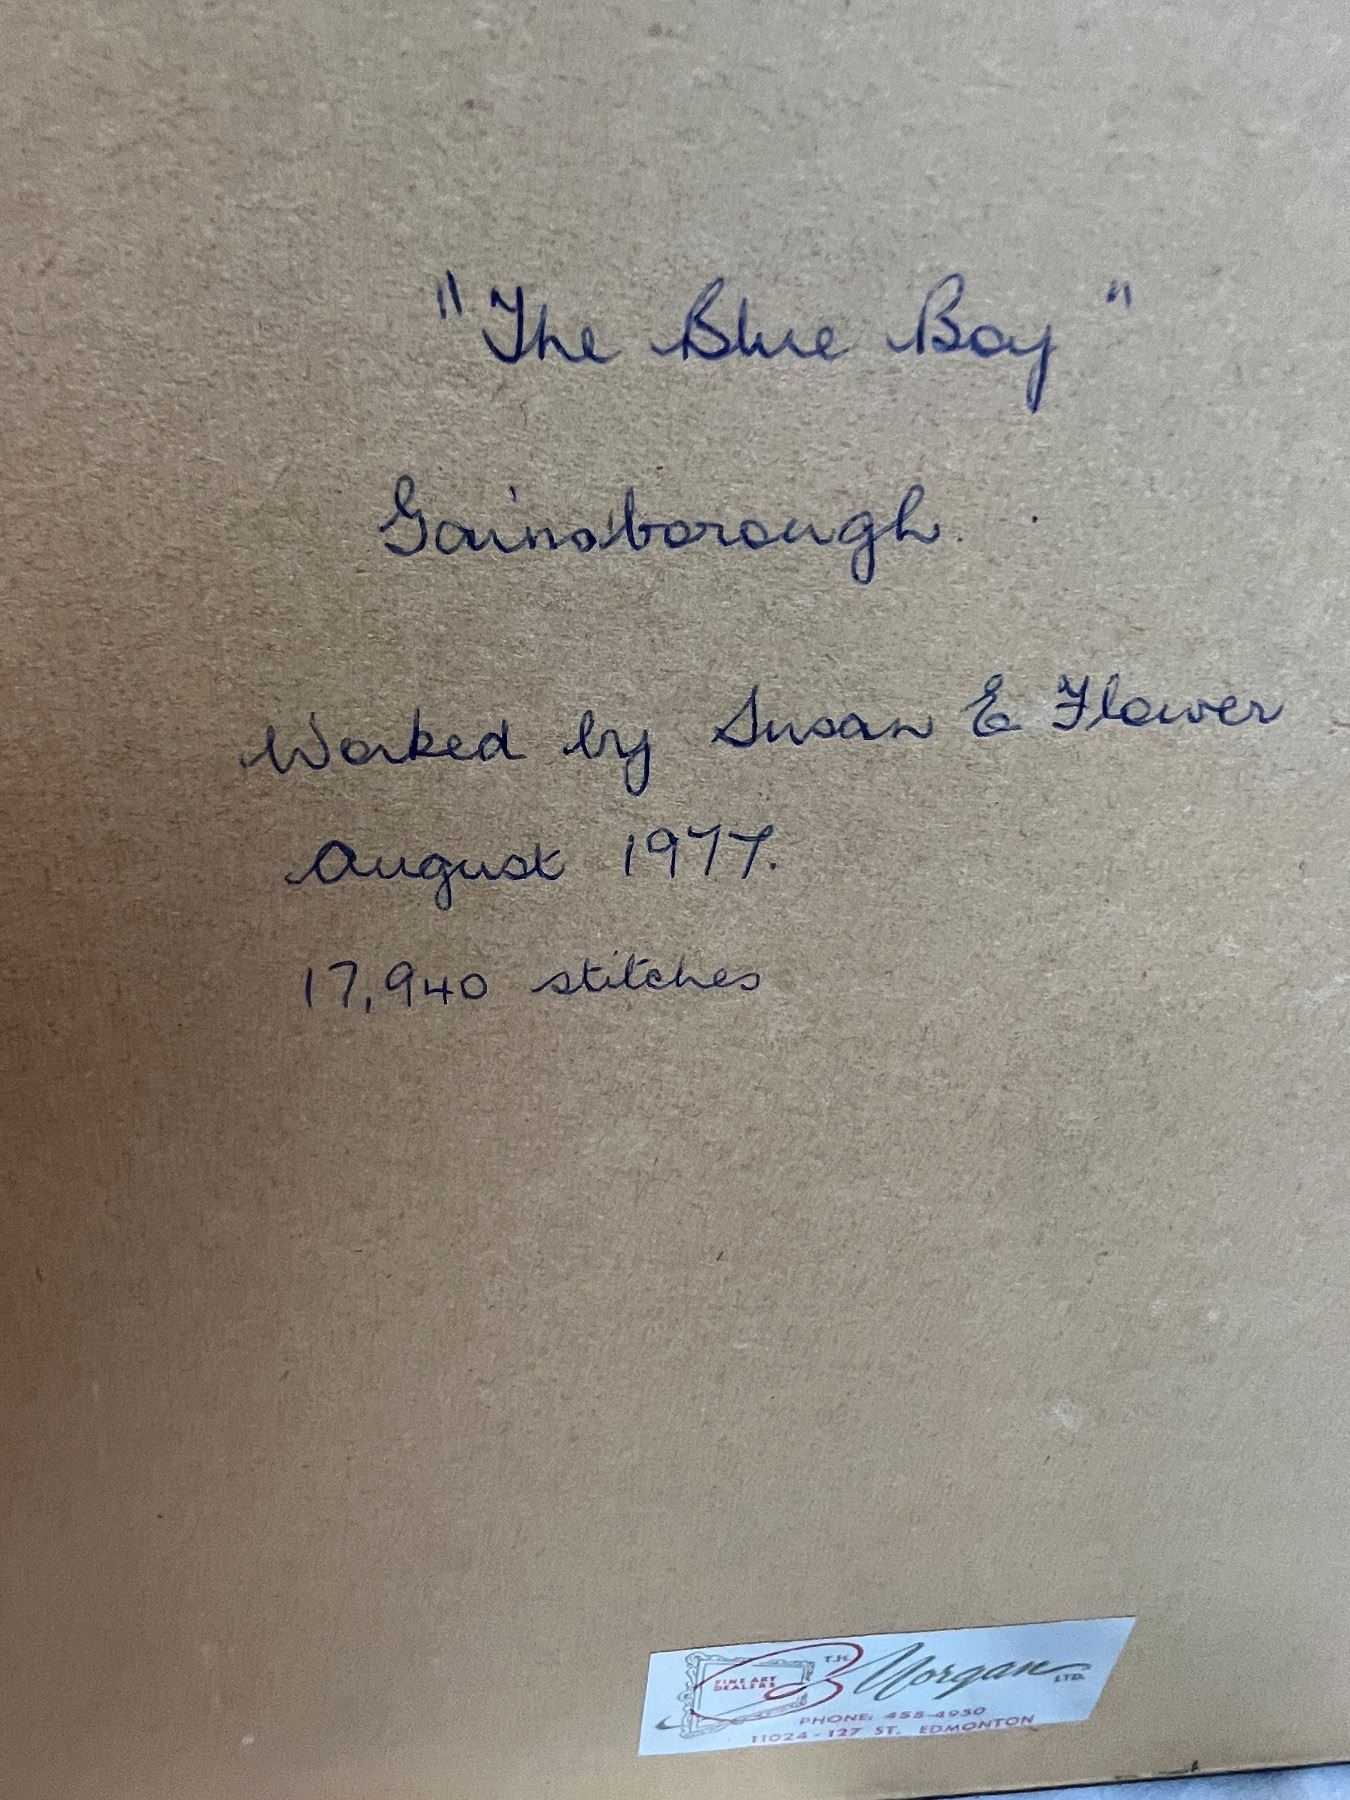 "The Blue Boy"
Gainsborough.
Worked by Susan E Flower
August 1977.
17,940 stitches
FINE ART
DEALERS
T.H. Morgan LTD.
PHONE: 455-4950
11024-127 ST. EDMONTON